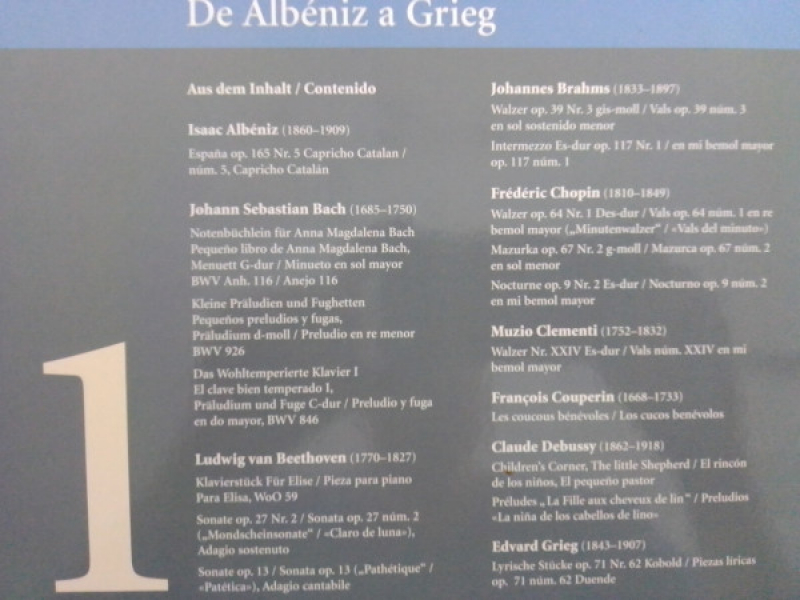 De Albéniz a Grieg
1
Aus dem Inhalt / Contenido
Isaac Albéniz (1860–1909)
España op. 165 Nr. 5 Capricho Catalan /
núm. 5, Capricho Catalán
Johann Sebastian Bach (1685–1750)
Notenbüchlein für Anna Magdalena Bach
Pequeño libro de Anna Magdalena Bach,
Menuett G-dur / Minueto en sol mayor
BWV Anh. 116 / Anejo 116
Kleine Präludien und Fughetten
Pequeños preludios y fugas,
Präludium d-moll / Preludio en re menor
BWV 926
Das Wohltemperierte Klavier I
El clave bien temperado I,
Präludium und Fuge C-dur / Preludio y fuga
en do mayor, BWV 846
Ludwig van Beethoven (1770–1827)
Klavierstück Für Elise / Pieza para piano
Para Elisa, WoO 59
Sonate op. 27 Nr. 2 / Sonata op. 27 núm. 2
(„Mondscheinsonate“ / «Claro de luna»),
Adagio sostenuto
Sonate op. 13 / Sonata op. 13 („Pathétique“ /
«Patética»), Adagio cantabile
Johannes Brahms (1833–1897)
Walzer op. 39 Nr. 3 gis-moll / Vals op. 39 núm. 3
en sol sostenido menor
Intermezzo Es-dur op. 117 Nr. 1 / en mi bemol mayor
op. 117 núm. 1
Frédéric Chopin (1810–1849)
Walzer op. 64 Nr. 1 Des-dur / Vals op. 64 núm. 1 en re
bemol mayor („Minutenwalzer“ / «Vals del minuto»)
Mazurka op. 67 Nr. 2 g-moll / Mazurca op. 67 núm. 2
en sol menor
Nocturne op. 9 Nr. 2 Es-dur / Nocturno op. 9 núm. 2
en mi bemol mayor
Muzio Clementi (1752–1832)
Walzer Nr. XXIV Es-dur / Vals núm. XXIV en mi
bemol mayor
François Couperin (1668–1733)
Les coucous bénévoles / Los cucos benévolos
Claude Debussy (1862–1918)
Children's Corner, The little Shepherd / El rincón
de los niños, El pequeño pastor
Préludes „La Fille aux cheveux de lin“ / Preludios
«La niña de los cabellos de lino»
Edvard Grieg (1843–1907)
Lyrische Stücke op. 71 Nr. 62 Kobold / Piezas líricas
op. 71 núm. 62 Duende